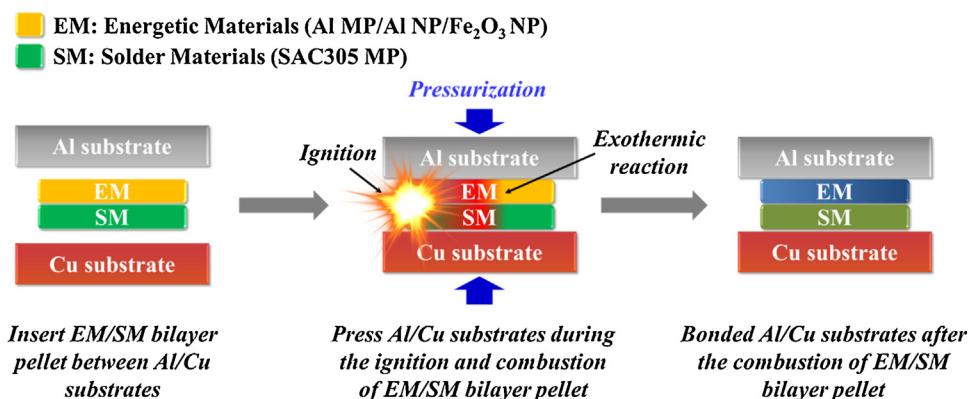 EM: Energetic Materials (Al MP/Al NP/Fe₂O₃ NP)
SM: Solder Materials (SAC305 MP)
Al substrate
EM
SM
Cu substrate
Insert EM/SM bilayer
pellet between Al/Cu
substrates
Pressurization
Ignition
Exothermic
reaction
Al substrate
EM
SM
Cu substrate
Press Al/Cu substrates during
the ignition and combustion
of EM/SM bilayer pellet
Al substrate
EM
SM
Cu substrate
Bonded Al/Cu substrates after
the combustion of EM/SM
bilayer pellet